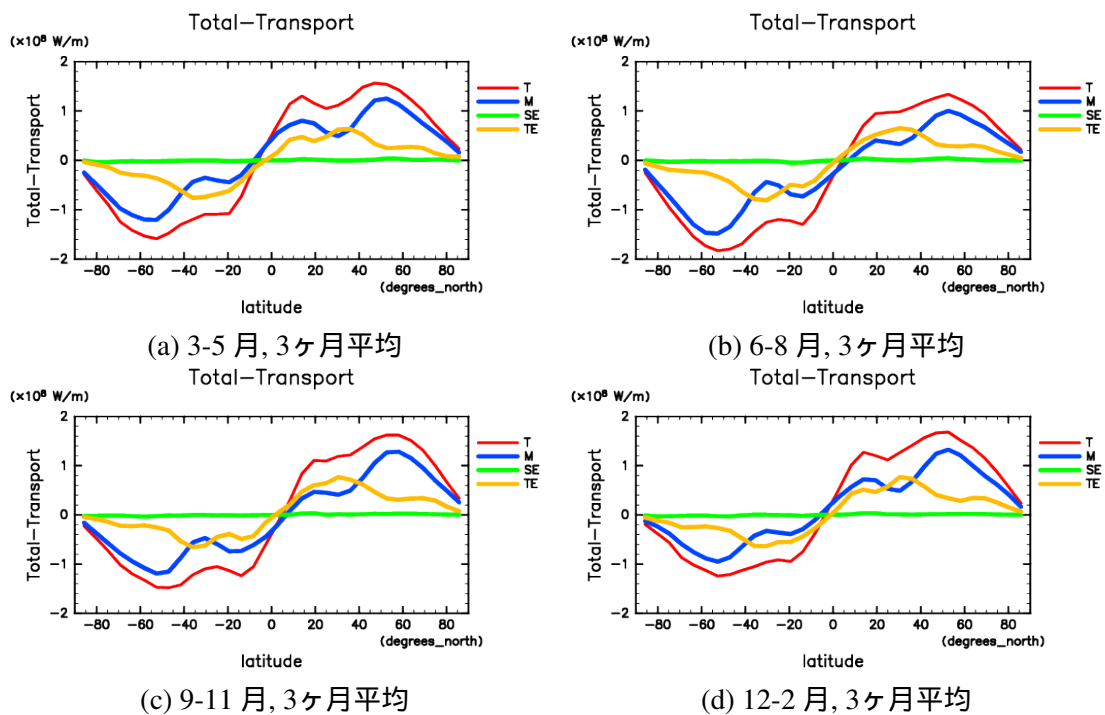 Total-Transport
(×10⁸ W/m)
Total-Transport
2
1
0
-1
-2
-80 -60 -40 -20 0 20 40 60 80
(degrees_north)
latitude
T
M
SE
TE
(a) 3-5 月, 3ヶ月平均
Total-Transport
(×10⁸ W/m)
Total-Transport
2
1
0
-1
-2
-80 -60 -40 -20 0 20 40 60 80
(degrees_north)
latitude
T
M
SE
TE
(b) 6-8 月, 3ヶ月平均
Total-Transport
(×10⁸ W/m)
Total-Transport
2
1
0
-1
-2
-80 -60 -40 -20 0 20 40 60 80
(degrees_north)
latitude
T
M
SE
TE
(c) 9-11 月, 3ヶ月平均
Total-Transport
(×10⁸ W/m)
Total-Transport
2
1
0
-1
-2
-80 -60 -40 -20 0 20 40 60 80
(degrees_north)
latitude
T
M
SE
TE
(d) 12-2 月, 3ヶ月平均